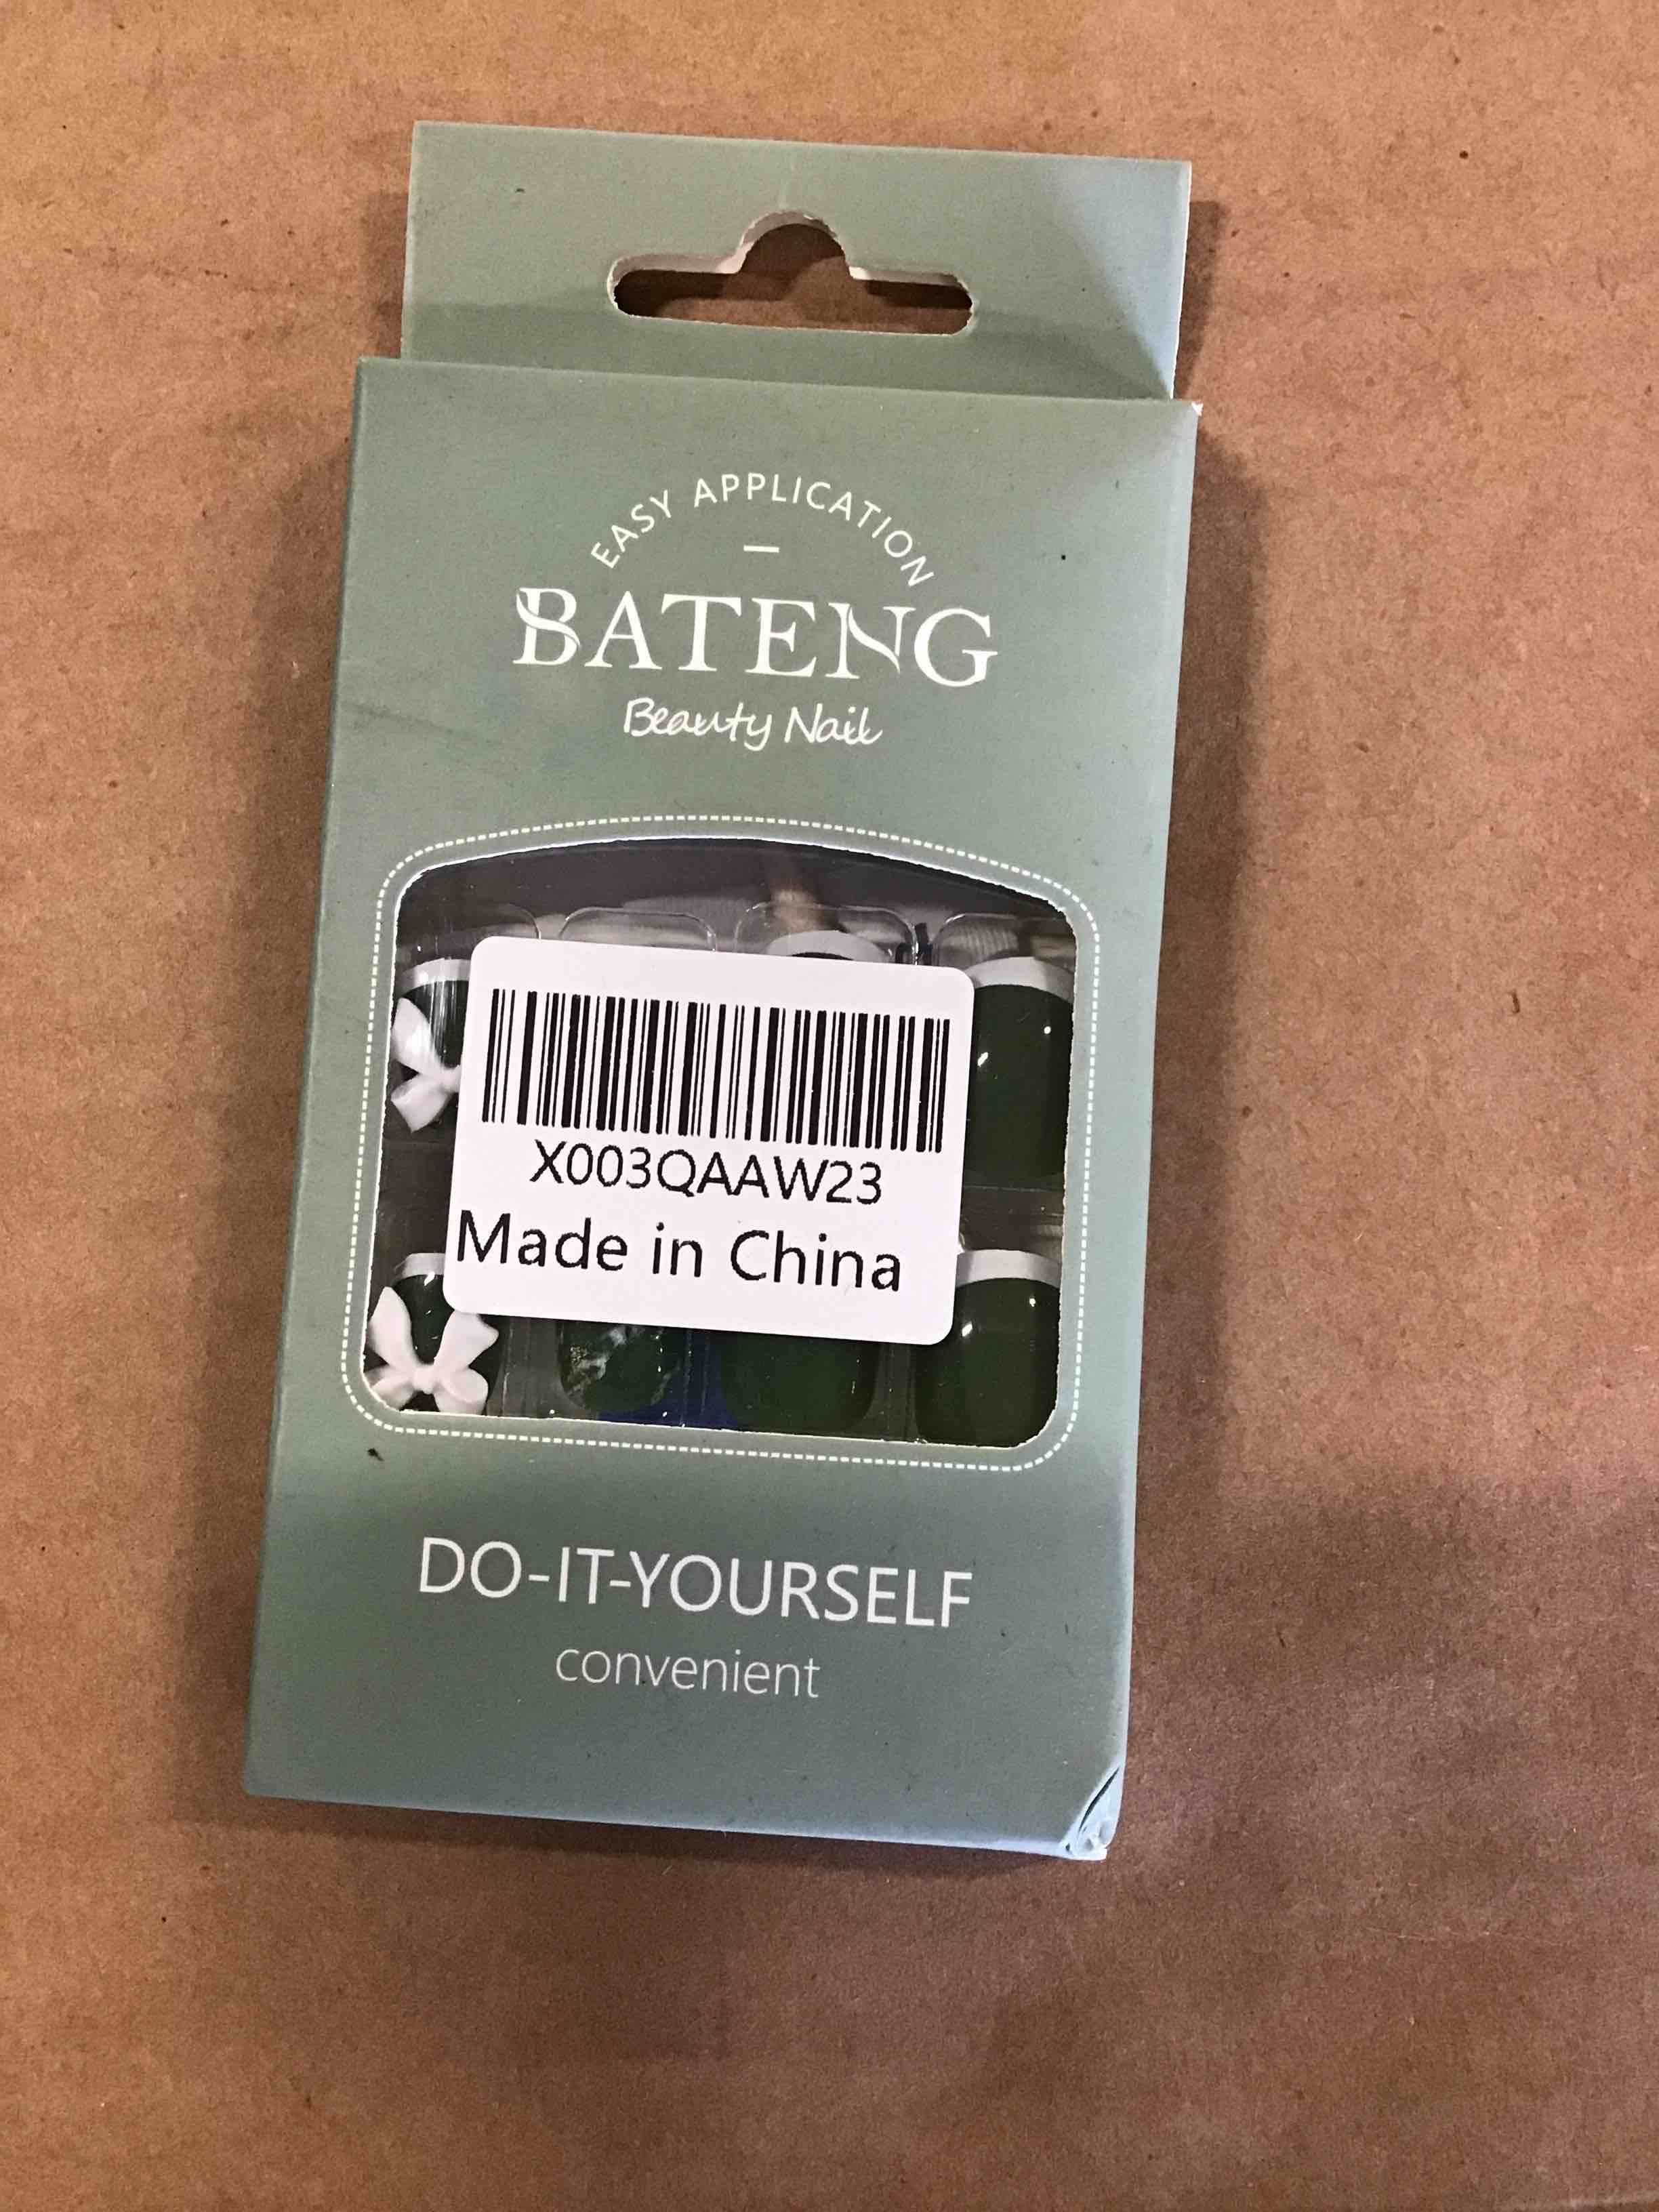 EASY APPLICATION
BATENG
Beauty Nail
X003QAAW23
Made in China
DO-IT-YOURSELF
convenient